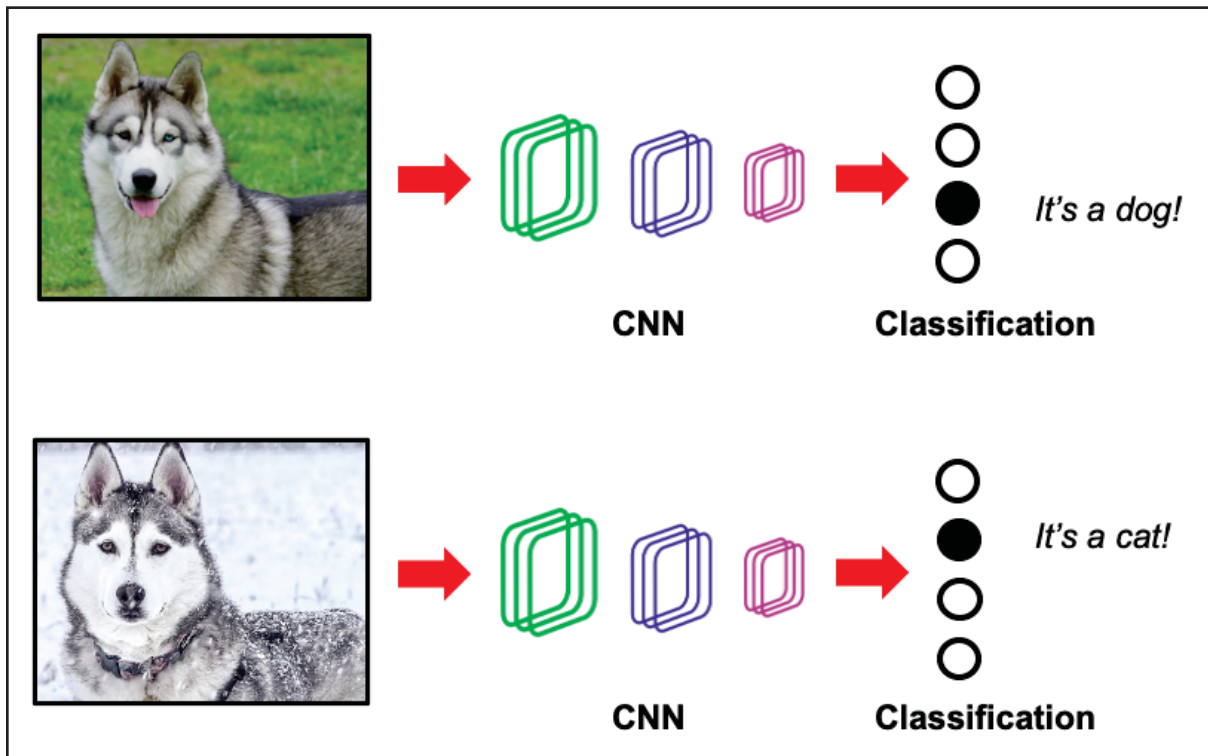 It’s a dog!
CNN
Classification
It’s a cat!
CNN
Classification